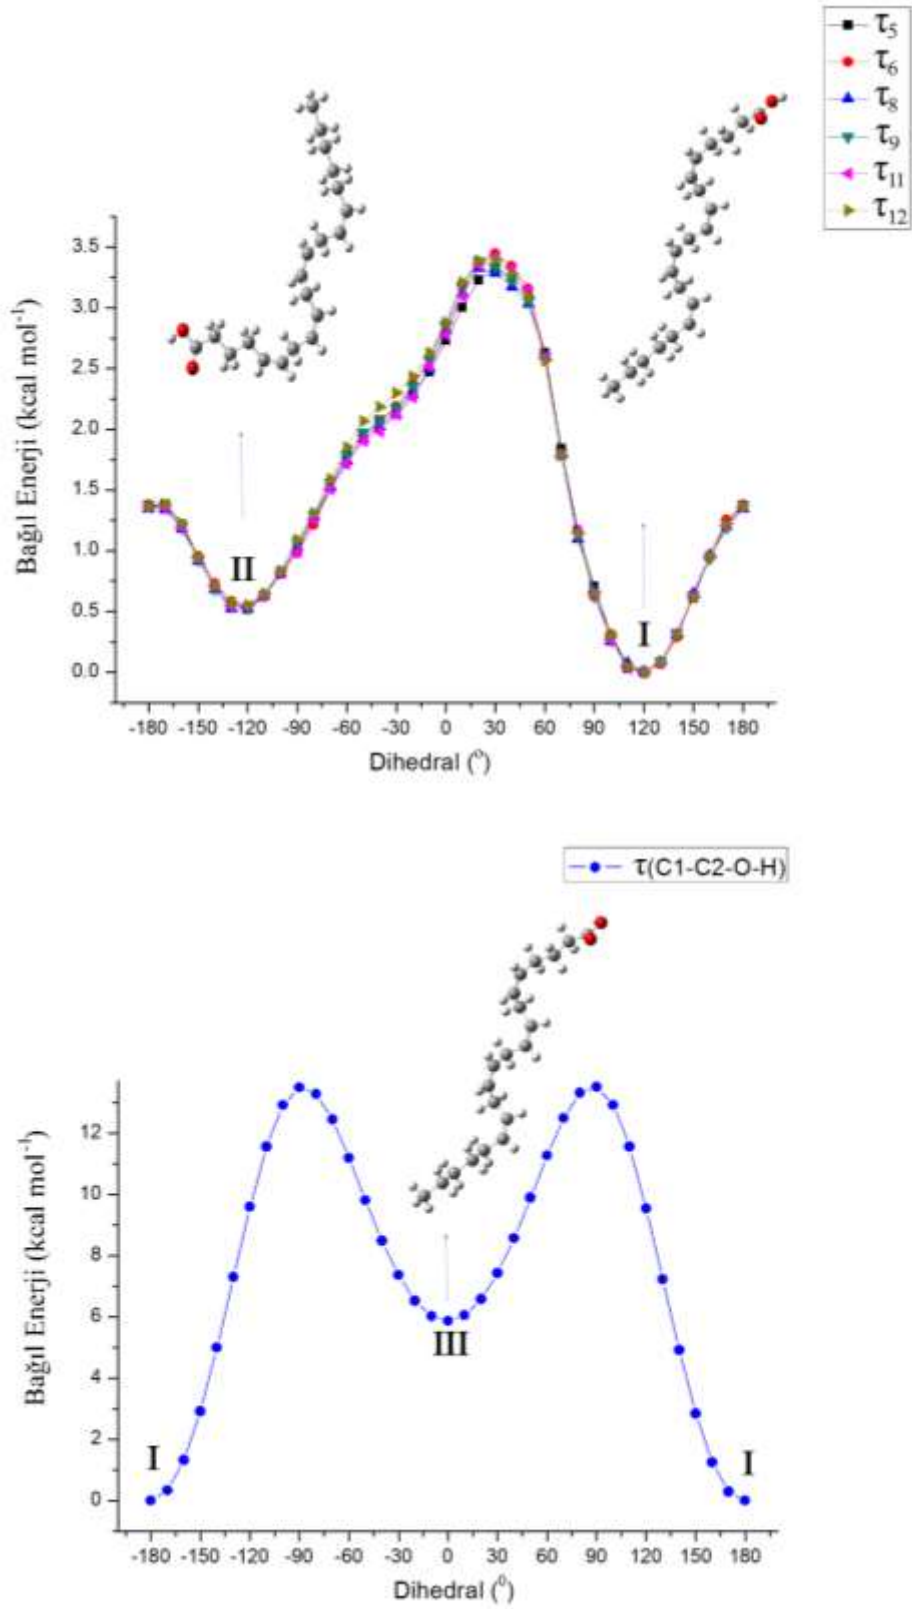 τ5
τ6
τ8
τ9
τ11
τ12
3.5
3.0
2.5
2.0
1.5
1.0
0.5
0.0
Bağıl Enerji (kcal mol-1)
II
I
-180 -150 -120 -90 -60 -30 0 30 60 90 120 150 180
Dihedral (o)
τ(C1-C2-O-H)
12
10
8
6
4
2
0
Bağıl Enerji (kcal mol-1)
III
I
I
-180 -150 -120 -90 -60 -30 0 30 60 90 120 150 180
Dihedral (0)